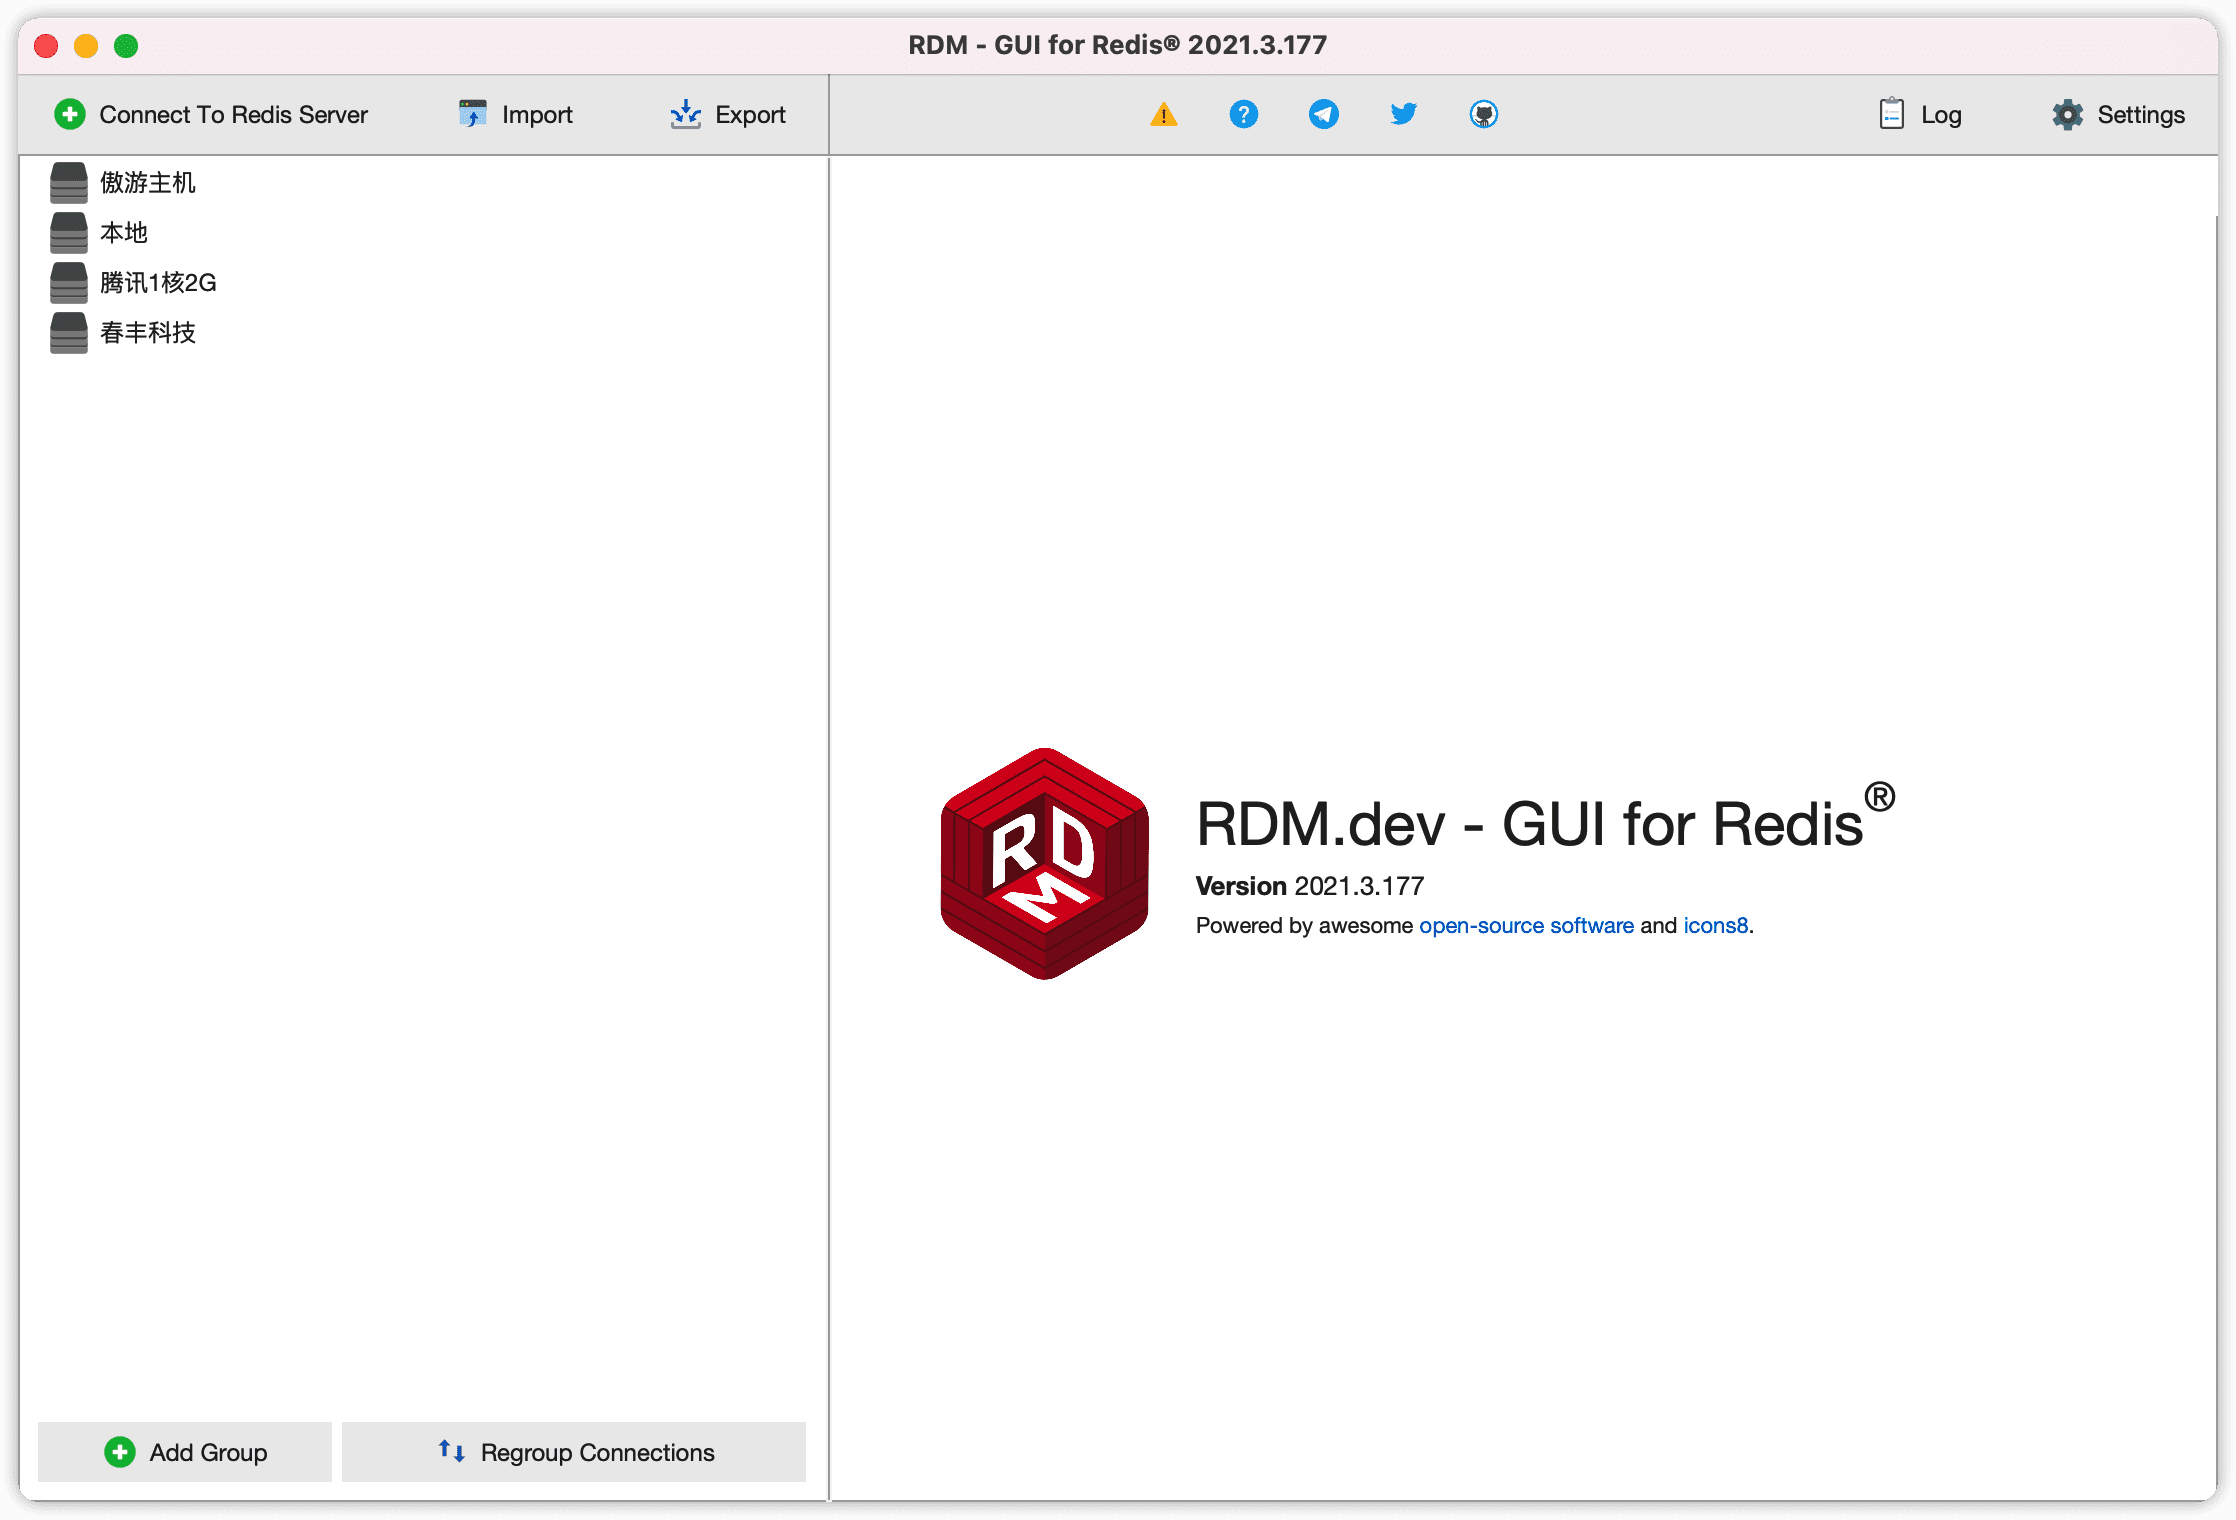 RDM - GUI for Redis® 2021.3.177
Connect To Redis Server
Import
Export
Log
Settings
傲游主机
本地
腾讯1核2G
春丰科技
RDM
RDM.dev - GUI for Redis®
Version 2021.3.177
Powered by awesome open-source software and icons8.
Add Group
Regroup Connections